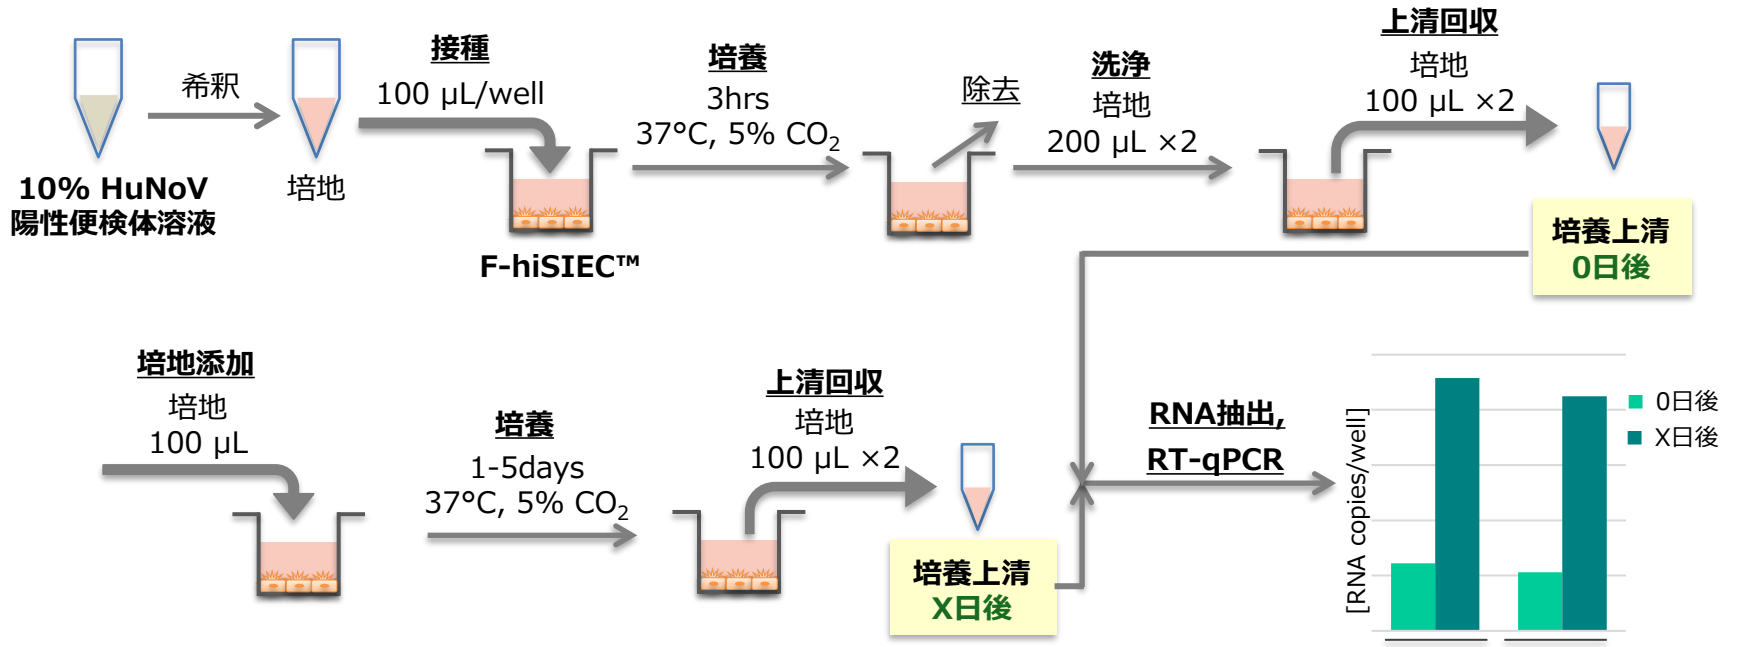 10% HuNoV
陽性便検体溶液
希釈
培地
接種
100 μL/well
F-hiSIEC™
培養
3hrs
37°C, 5% CO2
除去
洗浄
培地
200 μL ×2
上清回収
培地
100 μL ×2
培養上清
0日後
培地添加
培地
100 μL
培養
1-5days
37°C, 5% CO2
上清回収
培地
100 μL ×2
培養上清
X日後
RNA抽出,
RT-qPCR
[RNA copies/well]
0日後
X日後